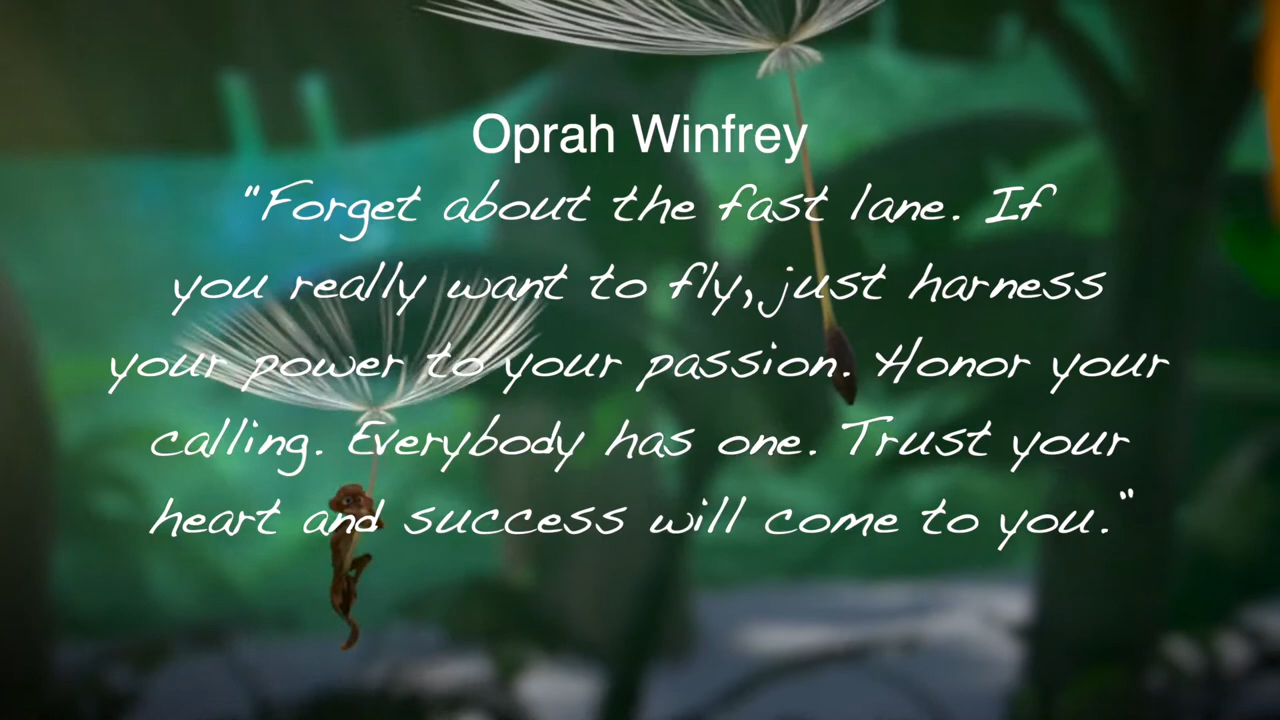 Oprah Winfrey
"Forget about the fast lane. If
you really want to fly, just harness
your power to your passion. Honor your
calling. Everybody has one. Trust your
heart and success will come to you."